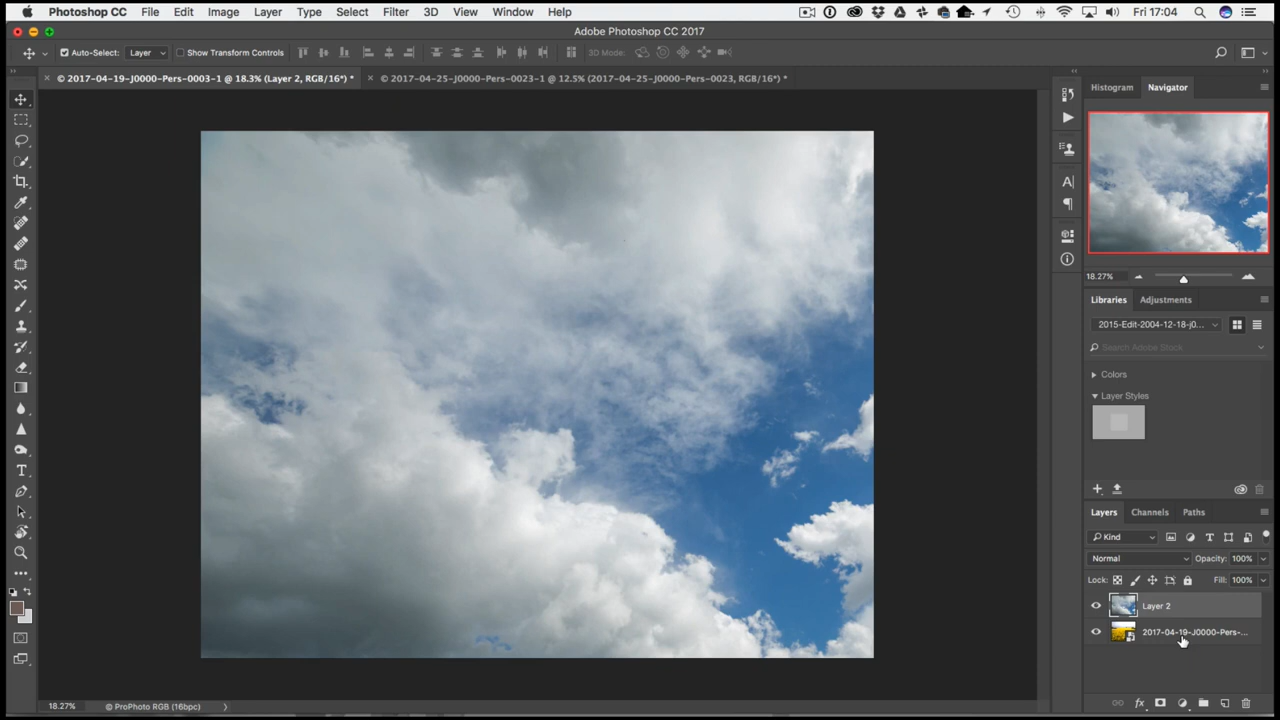 Photoshop CC File Edit Image Layer Type Select Filter 3D View Window Help Fri 17:04
Adobe Photoshop CC 2017
Auto-Select: Layer Show Transform Controls 3D Mode:
× © 2017-04-19-J0000-Pers-0003-1 @ 18.3% (Layer 2, RGB/16*) * × © 2017-04-25-J0000-Pers-0023-1 @ 12.5% (2017-04-25-J0000-Pers-0023, RGB/16*) *
Histogram Navigator
18.27%
Libraries Adjustments
2015-Edit-2004-12-18-j0...
Search Adobe Stock
Colors
Layer Styles
Layers Channels Paths
Kind
Normal Opacity: 100%
Lock: Fill: 100%
Layer 2
2017-04-19-J0000-Pers-...
fx
18.27% © ProPhoto RGB (16bpc)